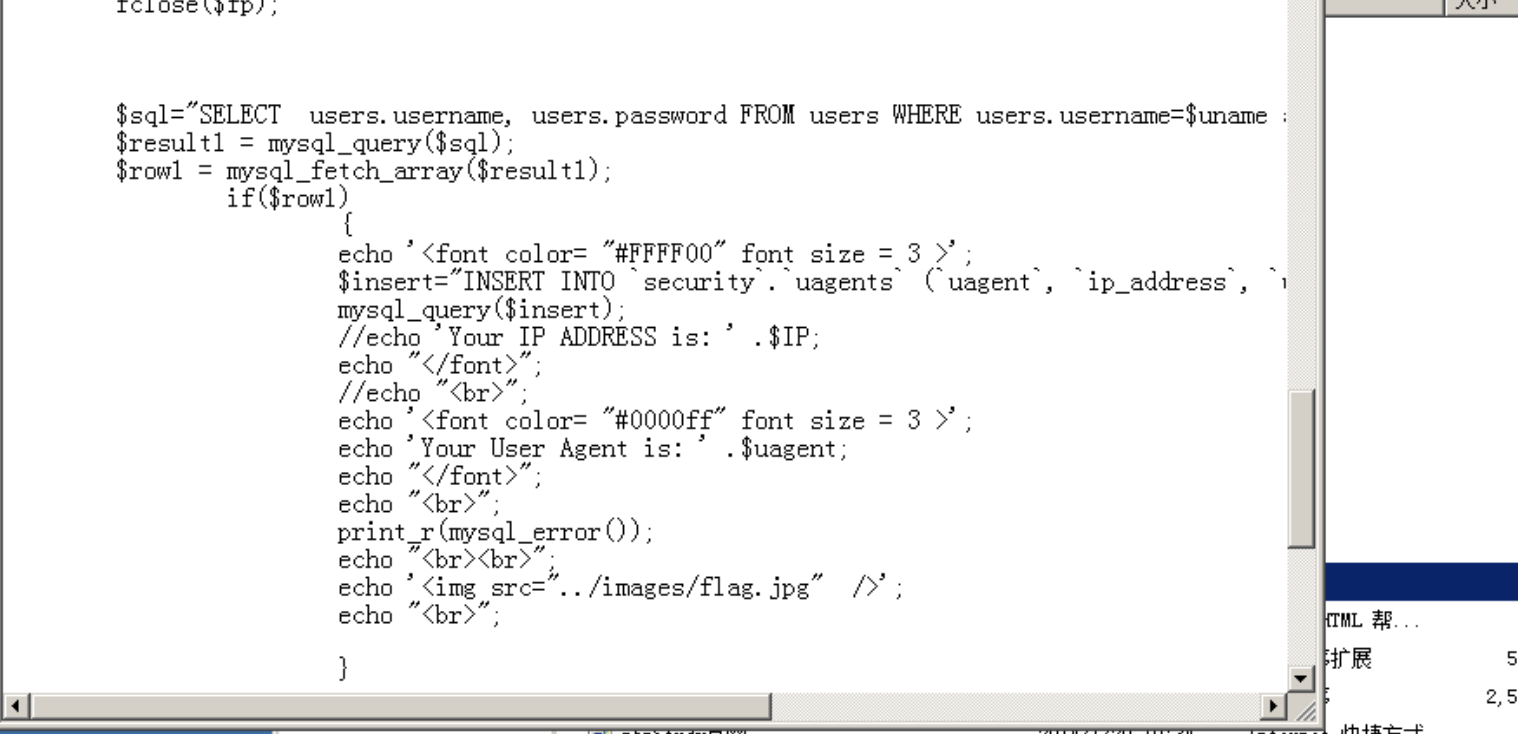 fclose($fp);
大小
$sql="SELECT  users.username, users.password FROM users WHERE users.username=$uname
$result1 = mysql_query($sql);
$row1 = mysql_fetch_array($result1);
if($row1)
{
echo '<font color= "#FFFF00" font size = 3 >';
$insert="INSERT INTO `security`.`uagents` (`uagent`, `ip_address`, `
mysql_query($insert);
//echo 'Your IP ADDRESS is: ' .$IP;
echo "</font>";
//echo "<br>";
echo '<font color= "#0000ff" font size = 3 >';
echo 'Your User Agent is: ' .$uagent;
echo "</font>";
echo "<br>";
print_r(mysql_error());
echo "<br><br>";
echo '<img src="../images/flag.jpg"  />';
echo "<br>";
}
HTML 帮...
扩展 5
2,5
快捷方式